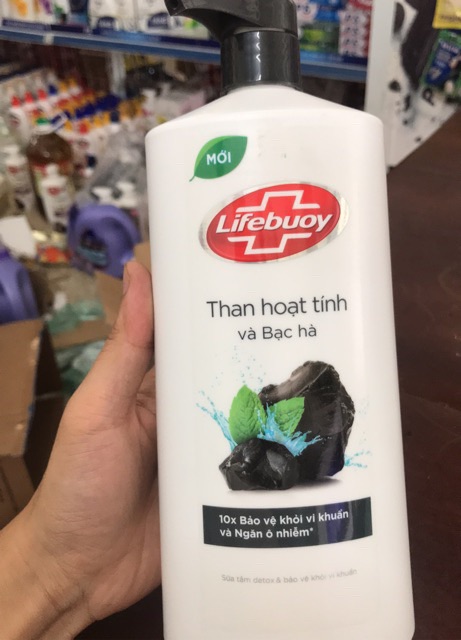 MỚI
Lifebuoy
Than hoạt tính
và Bạc hà
10x Bảo vệ khỏi vi khuẩn
và Ngăn ô nhiễm*
Sữa tắm detox & bảo vệ khỏi vi khuẩn